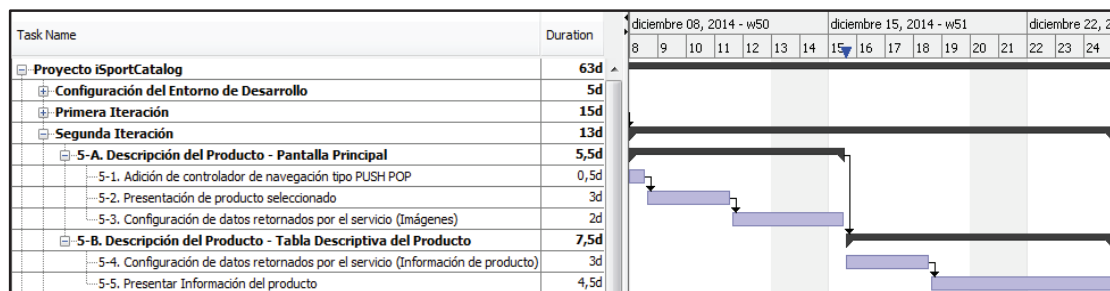 Task Name Duration
diciembre 08, 2014 - w50 diciembre 15, 2014 - w51 diciembre 22, 2
8 9 10 11 12 13 14 15 16 17 18 19 20 21 22 23 24
Proyecto iSportCatalog 63d
Configuración del Entorno de Desarrollo 5d
Primera Iteración 15d
Segunda Iteración 13d
5-A. Descripción del Producto - Pantalla Principal 5,5d
5-1. Adición de controlador de navegación tipo PUSH POP 0,5d
5-2. Presentación de producto seleccionado 3d
5-3. Configuración de datos retornados por el servicio (Imágenes) 2d
5-B. Descripción del Producto - Tabla Descriptiva del Producto 7,5d
5-4. Configuración de datos retornados por el servicio (Información de producto) 3d
5-5. Presentar Información del producto 4,5d